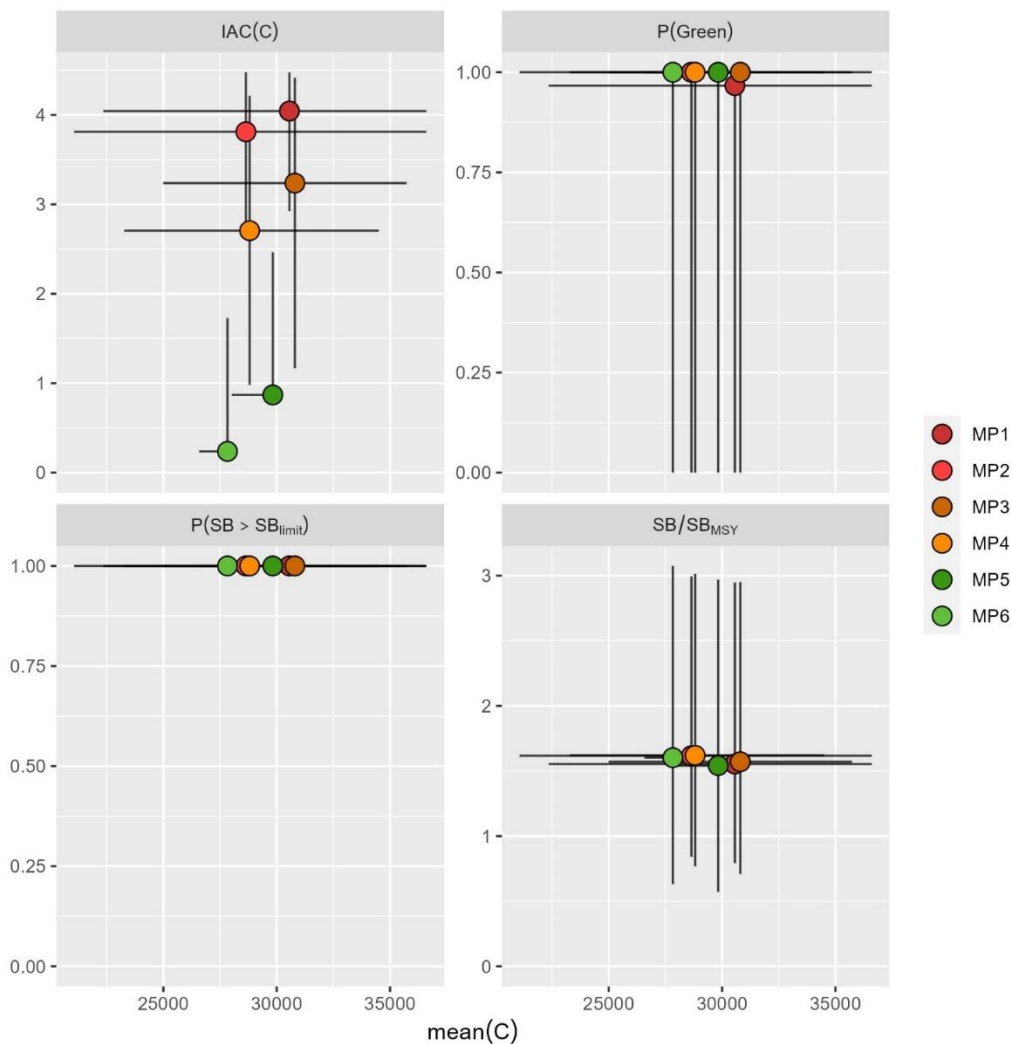 IAC(C)
P(Green)
4
3
2
1
0
1.00
0.75
0.50
0.25
0.00
P(SB > SBlimit)
SB/SBMSY
1.00
0.75
0.50
0.25
0.00
3
2
1
0
25000 30000 35000
25000 30000 35000
mean(C)
MP1
MP2
MP3
MP4
MP5
MP6